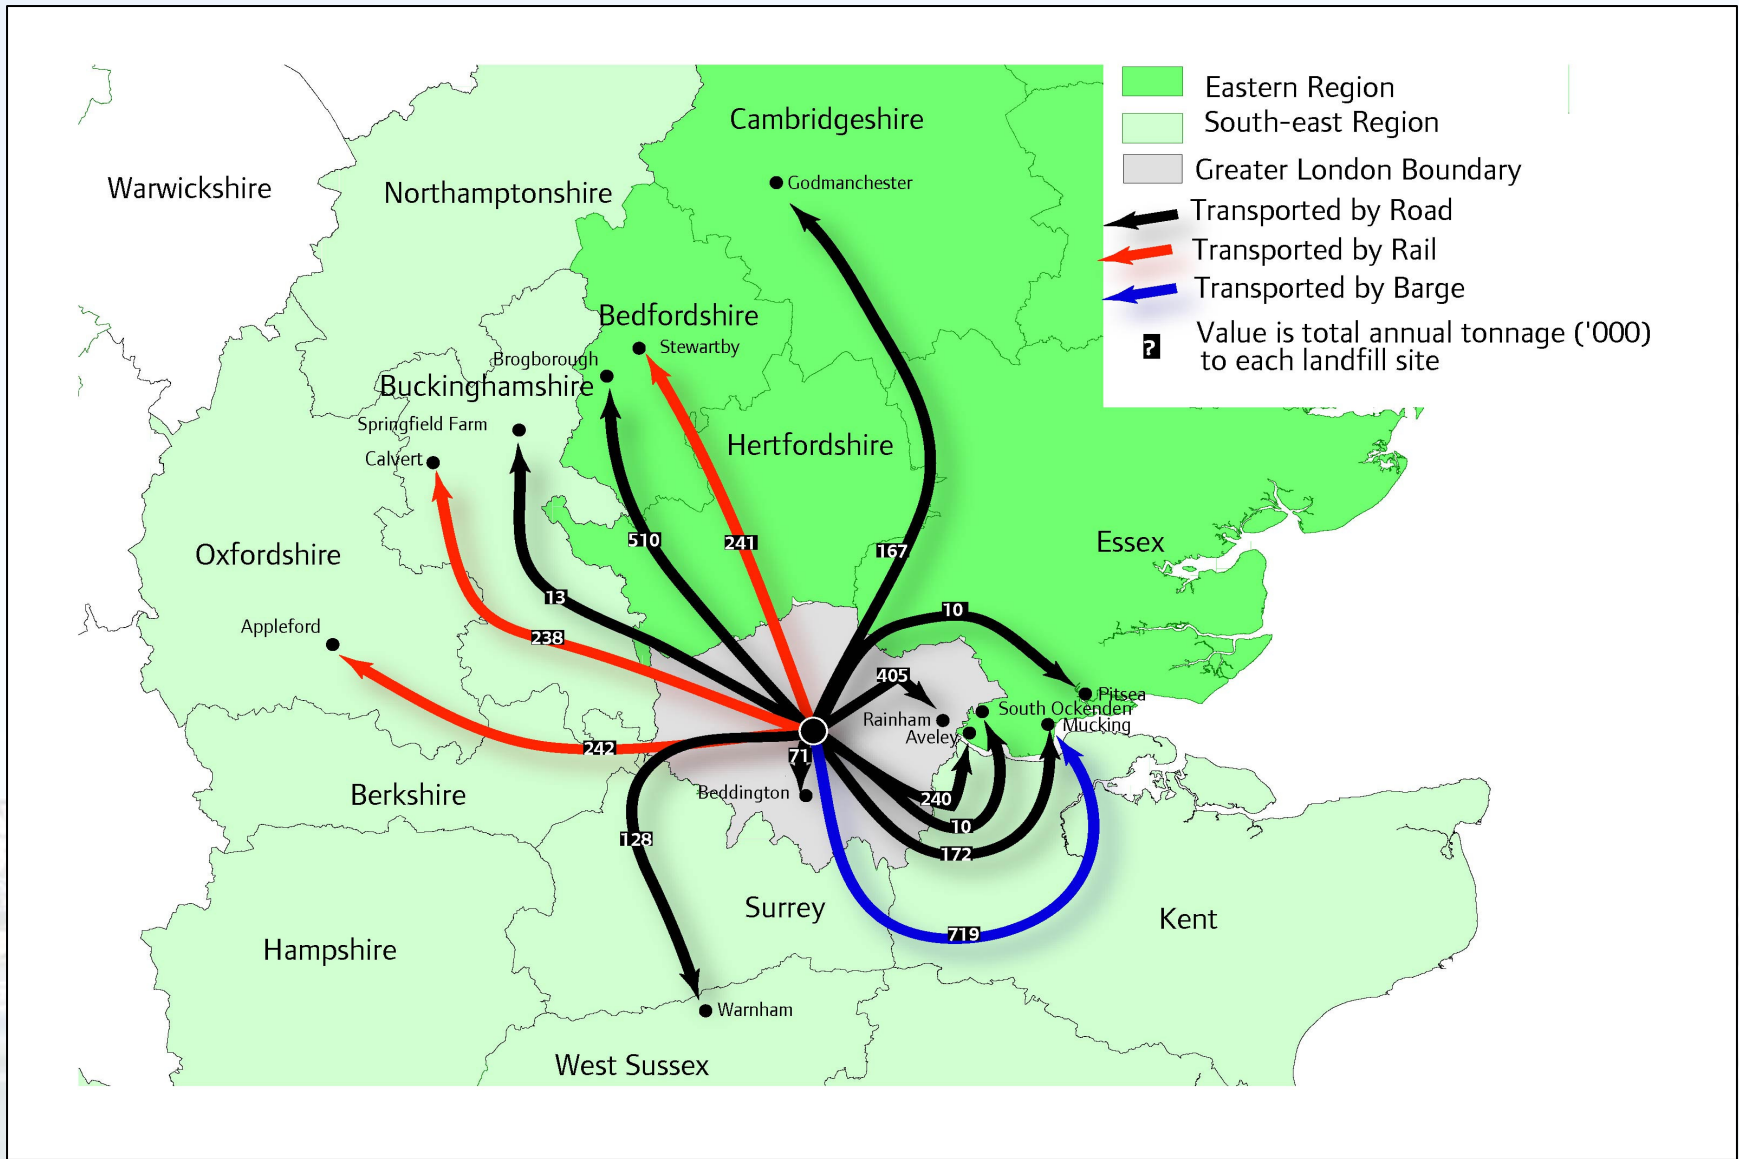 Eastern Region
South-east Region
Greater London Boundary
Transported by Road
Transported by Rail
Transported by Barge
? Value is total annual tonnage ('000)
to each landfill site
Cambridgeshire
Godmanchester
Warwickshire
Northamptonshire
Bedfordshire
Stewartby
Brogborough
Buckinghamshire
Springfield Farm
Calvert
Hertfordshire
Essex
Oxfordshire
510
241
167
13
10
238
Appleford
405
Pitsea
South Ockenden
Rainham
Mucking
Aveley
242
71
Beddington
Berkshire
240
10
128
172
Surrey
719
Kent
Hampshire
Warnham
West Sussex